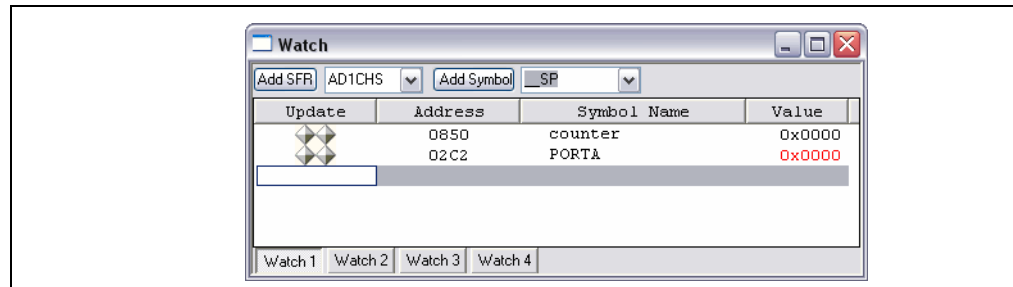 Watch
Add SFR AD1CHS Add Symbol __SP
Update Address Symbol Name Value
0850 counter 0x0000
02C2 PORTA 0x0000
Watch 1 Watch 2 Watch 3 Watch 4